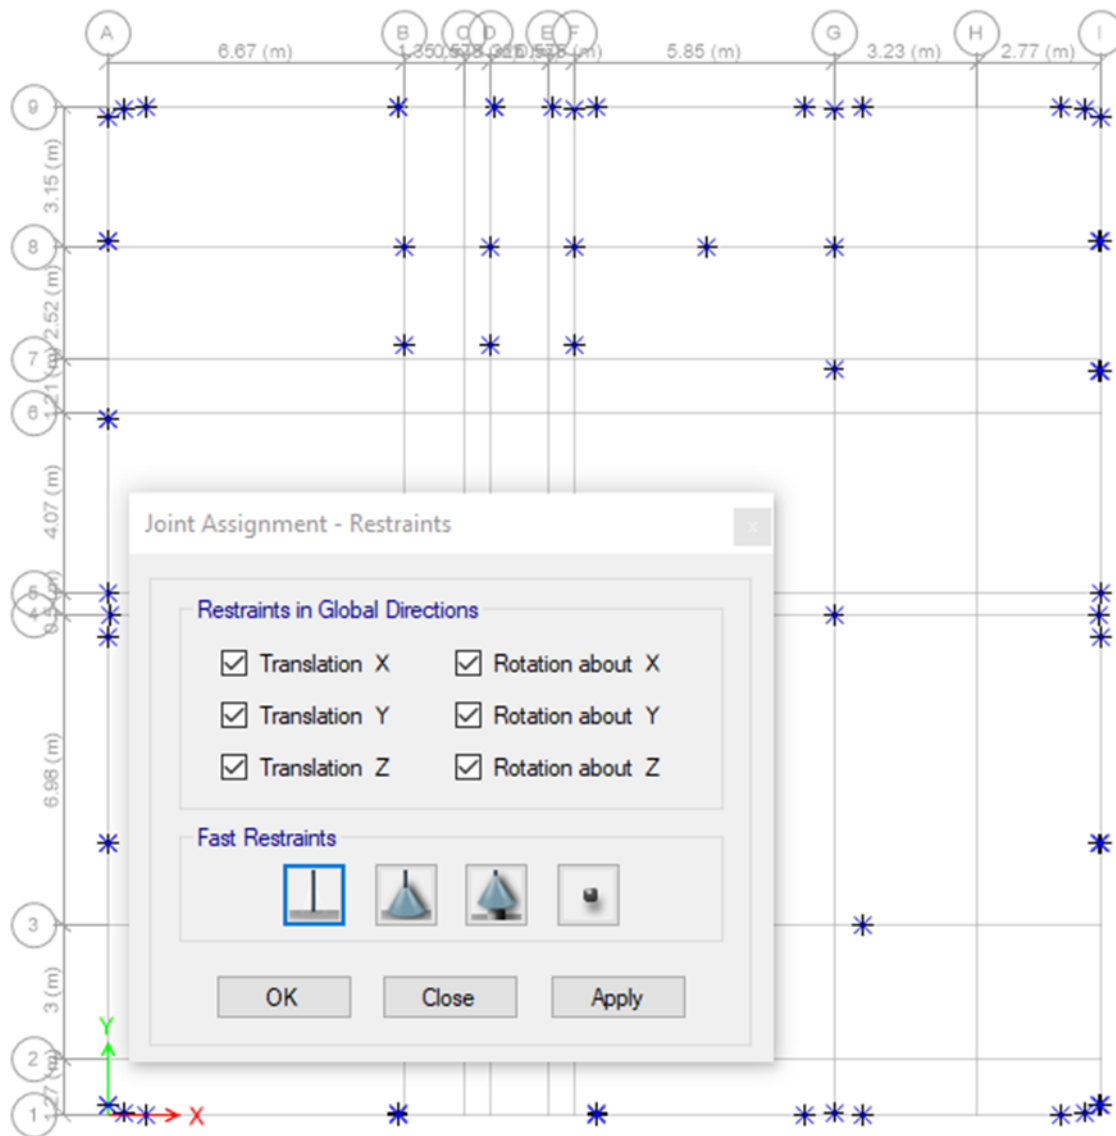 A B C D E F G H I
6.67 (m) 5.85 (m) 3.23 (m) 2.77 (m)
9
3.15 (m)
8
2.52 (m)
7
6
4.07 (m)
Joint Assignment - Restraints
x
5
4
Restraints in Global Directions
Translation X Rotation about X
Translation Y Rotation about Y
Translation Z Rotation about Z
6.98 (m)
Fast Restraints
3
3 (m)
OK Close Apply
Y
2
1
X